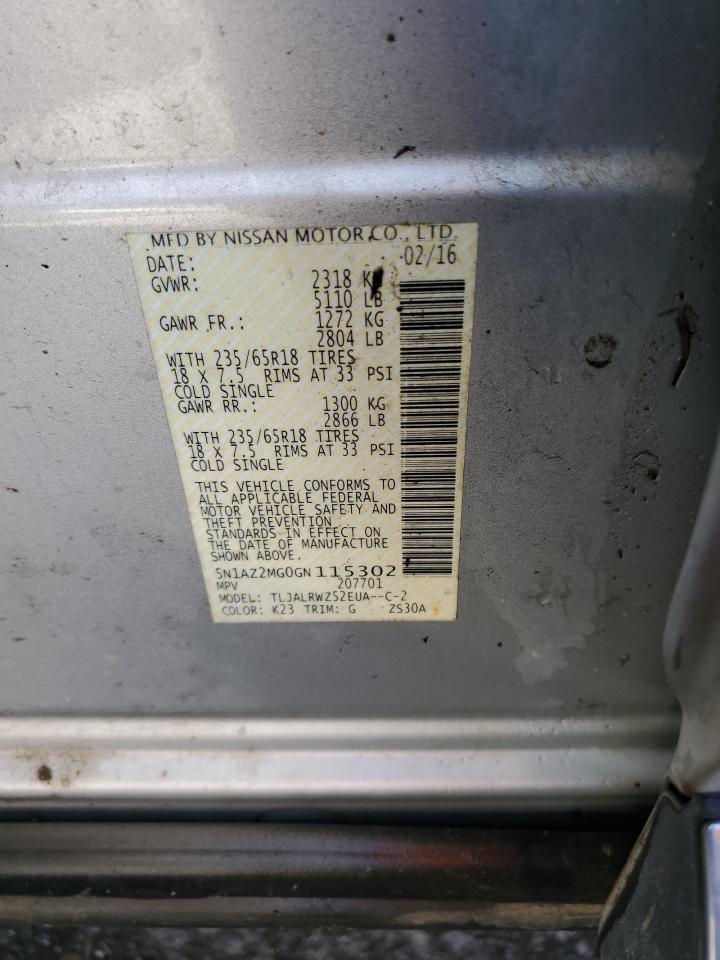 MFD BY NISSAN MOTOR CO., LTD.
DATE: 02/16
GVWR: 2318 KG
5110 LB
GAWR FR.: 1272 KG
2804 LB
WITH 235/65R18 TIRES
18 X 7.5 RIMS AT 33 PSI
COLD SINGLE
GAWR RR.: 1300 KG
2866 LB
WITH 235/65R18 TIRES
18 X 7.5 RIMS AT 33 PSI
COLD SINGLE
THIS VEHICLE CONFORMS TO
ALL APPLICABLE FEDERAL
MOTOR VEHICLE SAFETY AND
THEFT PREVENTION
STANDARDS IN EFFECT ON
THE DATE OF MANUFACTURE
SHOWN ABOVE.
5N1AZ2MG0GN115302
MPV 207701
MODEL: TLJALRWZ52EUA--C-2
COLOR: K23 TRIM: G ZS30A